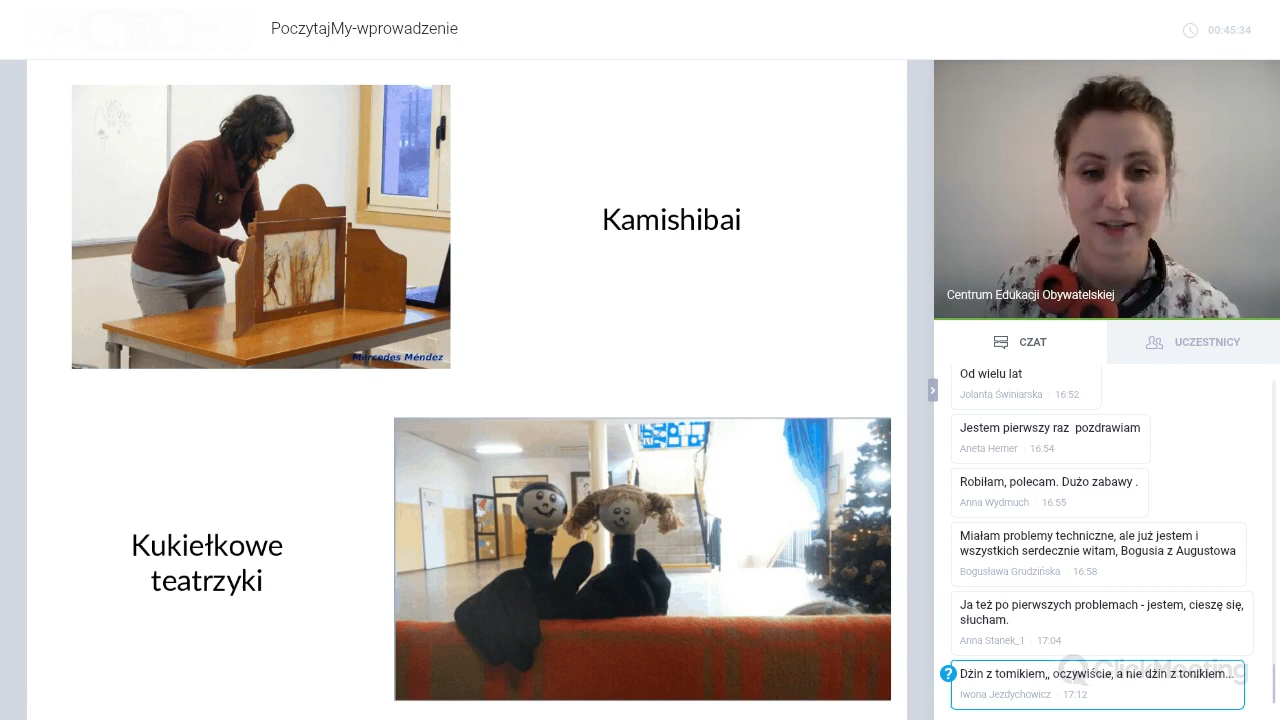 PoczytajMy-wprowadzenie
00:45:34
Kamishibai
Mercedes Méndez
Kukiełkowe
teatrzyki
Centrum Edukacji Obywatelskiej
CZAT
UCZESTNICY
Od wielu lat
Jolanta Świniarska 16:52
Jestem pierwszy raz pozdrawiam
Aneta Herner 16:54
Robiłam, polecam. Dużo zabawy .
Anna Wydmuch 16:55
Miałam problemy techniczne, ale już jestem i
wszystkich serdecznie witam, Bogusia z Augustowa
Bogusława Grudzińska 16:58
Ja też po pierwszych problemach - jestem, cieszę się,
słucham.
Anna Stanek_1 17:04
?
Dżin z tomikiem,, oczywiście, a nie dżin z tonikiem...
Iwona Jezdychowicz 17:12
ClickMeeting